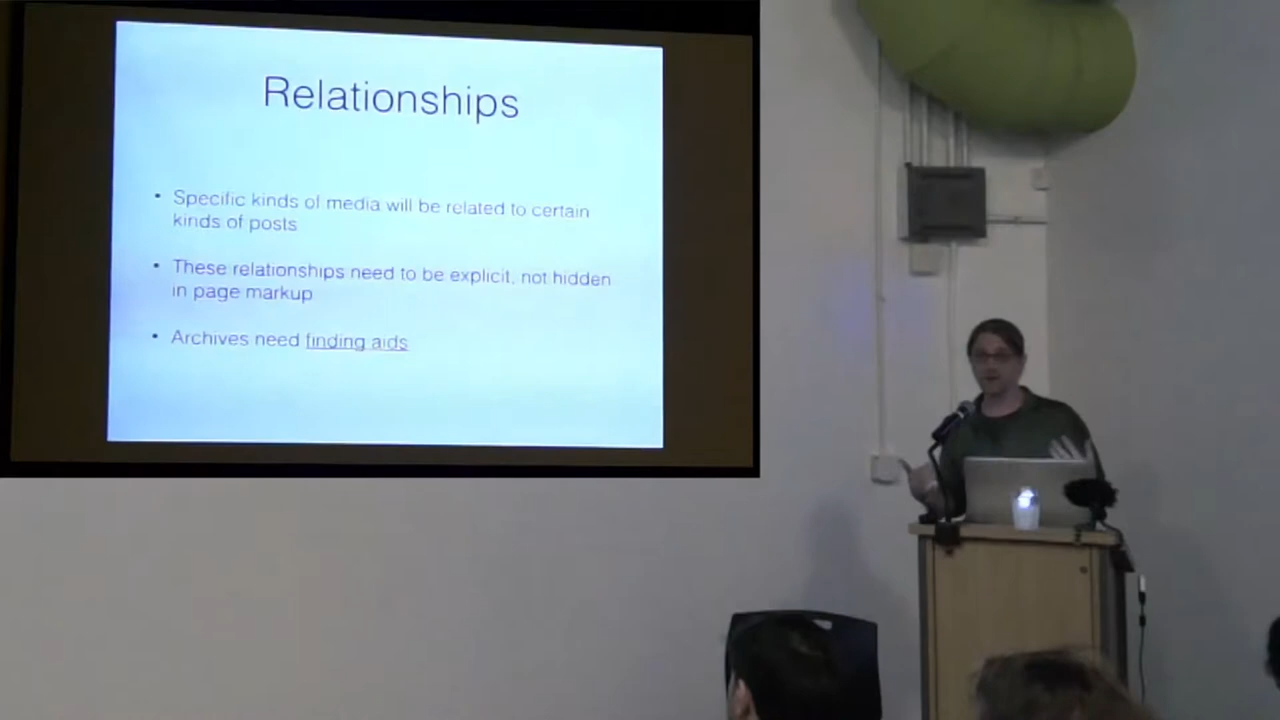 Relationships
• Specific kinds of media will be related to certain
kinds of posts
• These relationships need to be explicit, not hidden
in page markup
• Archives need finding aids